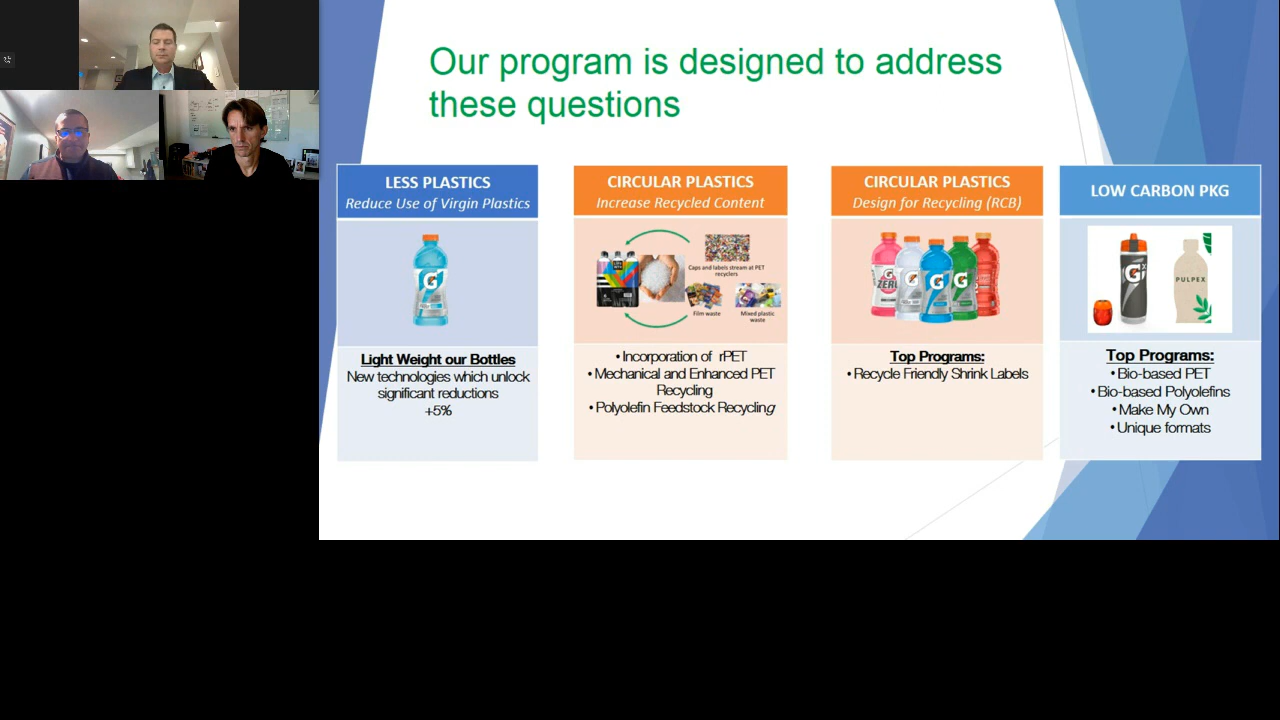 Our program is designed to address
these questions
LESS PLASTICS
Reduce Use of Virgin Plastics
Light Weight our Bottles
New technologies which unlock
significant reductions
+5%
CIRCULAR PLASTICS
Increase Recycled Content
Caps and labels stream at PET
recyclers
Film waste
Mixed plastic
waste
• Incorporation of rPET
• Mechanical and Enhanced PET
Recycling
• Polyolefin Feedstock Recycling
CIRCULAR PLASTICS
Design for Recycling (RCB)
G
ZERO
G
G
G
Top Programs:
• Recycle Friendly Shrink Labels
LOW CARBON PKG
G
PULPEX
Top Programs:
• Bio-based PET
• Bio-based Polyolefins
• Make My Own
• Unique formats